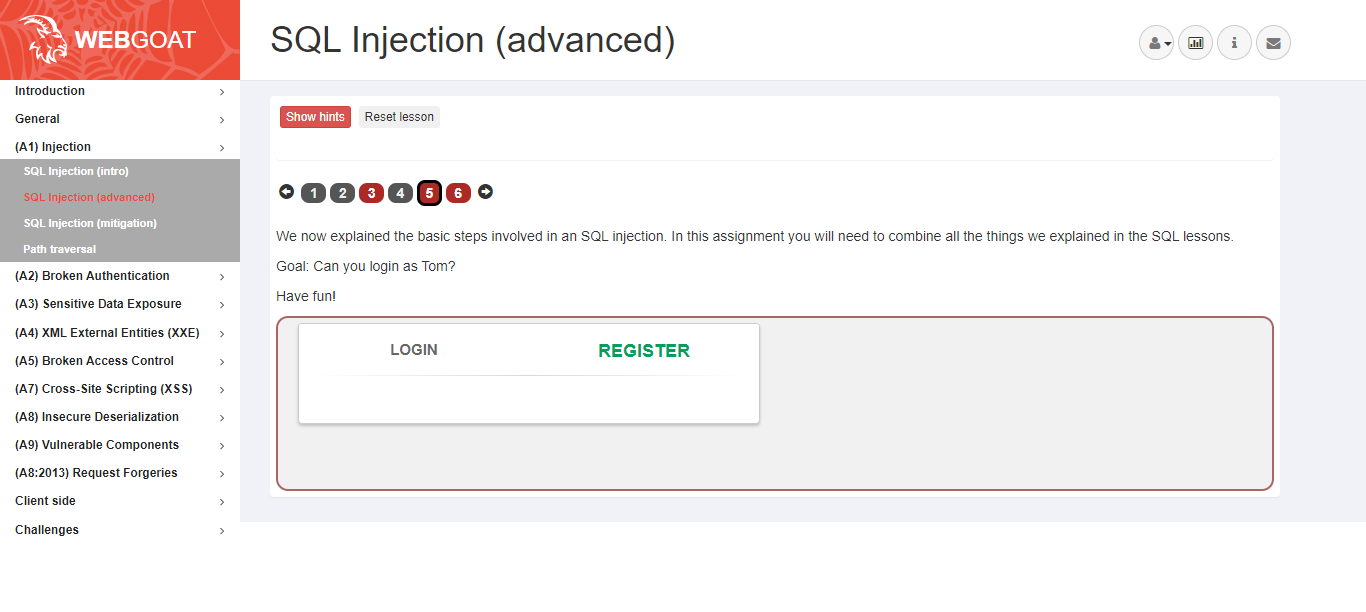 WEBGOAT
SQL Injection (advanced)
Introduction
General
(A1) Injection
SQL Injection (intro)
SQL Injection (advanced)
SQL Injection (mitigation)
Path traversal
(A2) Broken Authentication
(A3) Sensitive Data Exposure
(A4) XML External Entities (XXE)
(A5) Broken Access Control
(A7) Cross-Site Scripting (XSS)
(A8) Insecure Deserialization
(A9) Vulnerable Components
(A8:2013) Request Forgeries
Client side
Challenges
Show hints Reset lesson
1 2 3 4 5 6
We now explained the basic steps involved in an SQL injection. In this assignment you will need to combine all the things we explained in the SQL lessons.
Goal: Can you login as Tom?
Have fun!
LOGIN REGISTER